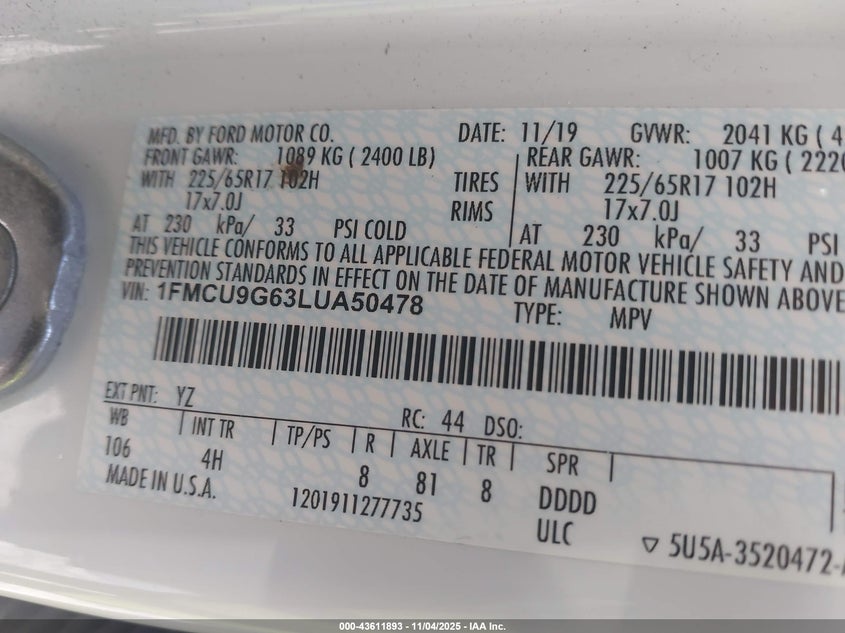 MFD. BY FORD MOTOR CO. DATE: 11/19 GVWR: 2041 KG ( 4
FRONT GAWR: 1089 KG ( 2400 LB) REAR GAWR: 1007 KG ( 222
WITH 225/65R17 102H TIRES WITH 225/65R17 102H
17x7.0J RIMS 17x7.0J
AT 230 kPa/ 33 PSI COLD AT 230 kPa/ 33 PSI
THIS VEHICLE CONFORMS TO ALL APPLICABLE FEDERAL MOTOR VEHICLE SAFETY AND
PREVENTION STANDARDS IN EFFECT ON THE DATE OF MANUFACTURE SHOWN ABOVE
VIN: 1FMCU9G63LUA50478 TYPE: MPV
EXT PNT: YZ RC: 44 DSO:
WB INT TR TP/PS R AXLE TR SPR
106 4H 8 81 8 DDDD
MADE IN U.S.A. 1201911277735 ULC
▽ 5U5A-3520472-
000-43611893 - 11/04/2025 - IAA Inc.